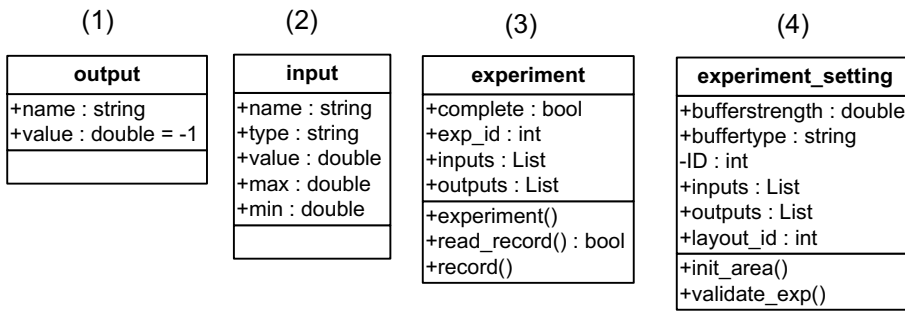 (1)
output
+name : string
+value : double = -1
(2)
input
+name : string
+type : string
+value : double
+max : double
+min : double
(3)
experiment
+complete : bool
+exp_id : int
+inputs : List
+outputs : List
+experiment()
+read_record() : bool
+record()
(4)
experiment_setting
+bufferstrength : double
+buffertype : string
-ID : int
+inputs : List
+outputs : List
+layout_id : int
+init_area()
+validate_exp()